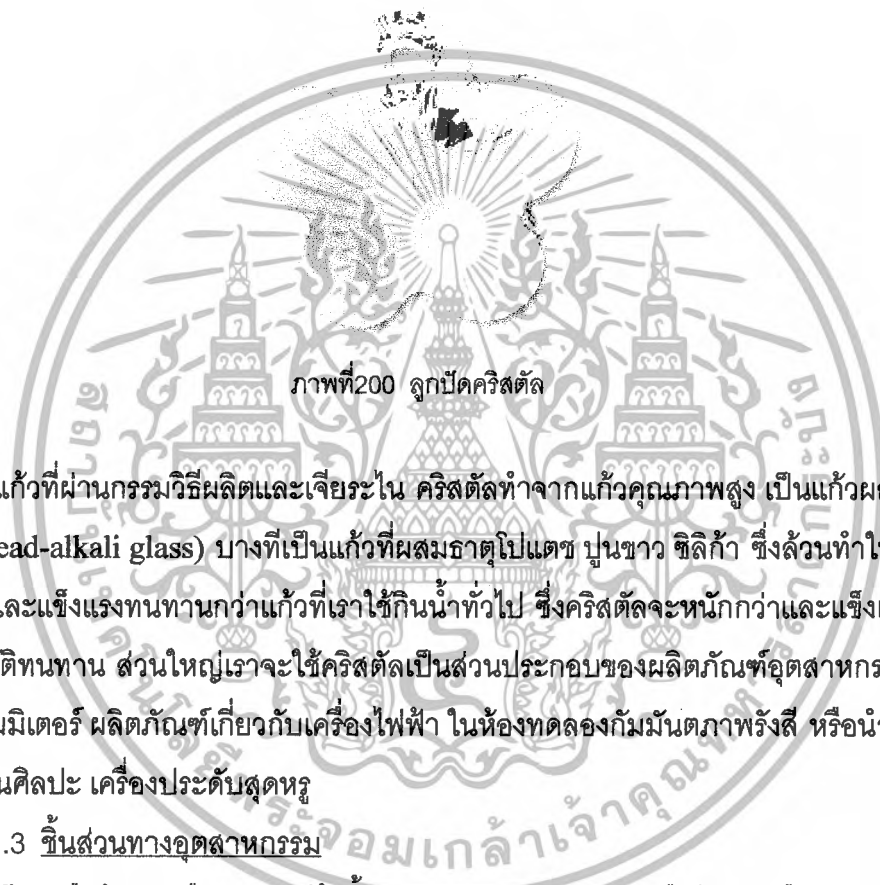 ภาพที่200 ลูกปัดคริสตัล
แก้วที่ผ่านกรรมวิธีผลิตและเจียระไน คริสตัลทำจากแก้วคุณภาพสูง เป็นแก้วผ
ead-alkali glass) บางทีเป็นแก้วที่ผสมธาตุโปแตช ปูนขาว ซิลิก้า ซึ่งล้วนทำใ
และแข็งแรงทนทานกว่าแก้วที่เราใช้กินน้ำทั่วไป ซึ่งคริสตัลจะหนักกว่าและแข็งแ
ติทนทาน ส่วนใหญ่เราจะใช้คริสตัลเป็นส่วนประกอบของผลิตภัณฑ์อุตสาหกร
นมิเตอร์ ผลิตภัณฑ์เกี่ยวกับเครื่องไฟฟ้า ในห้องทดลองกัมมันตภาพรังสี หรือนำ
นศิลปะ เครื่องประดับสุดหรู
.3 ชิ้นส่วนทางอุตสาหกรรม